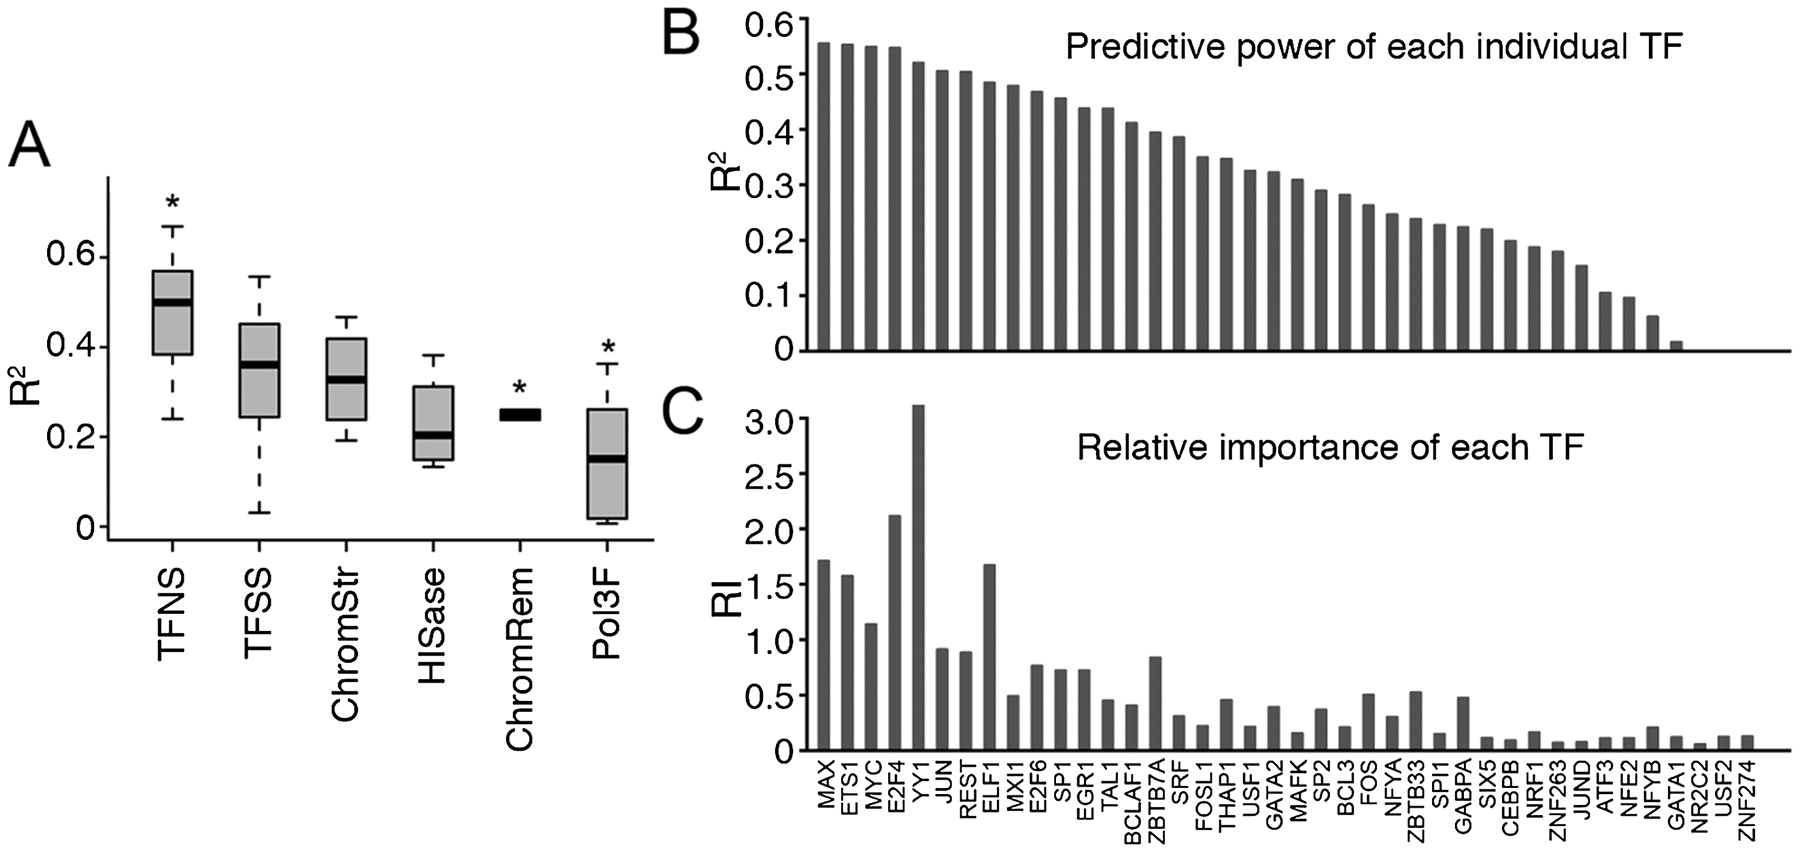 A
R²
0.6
0.4
0.2
0
*
*
*
TFNS
TFSS
ChromStr
HISase
ChromRem
Pol3F
B
Predictive power of each individual TF
R²
0.6
0.5
0.4
0.3
0.2
0.1
0
C
Relative importance of each TF
RI
3.0
2.5
2.0
1.5
1.0
0.5
0
MAX
ETS1
MYC
E2F4
YY1
JUN
REST
ELF1
MXI1
E2F6
SP1
EGR1
TAL1
BCLAF1
ZBTB7A
SRF
FOSL1
THAP1
USF1
GATA2
MAFK
SP2
BCL3
FOS
NFYA
ZBTB33
SPI1
GABPA
SIX5
CEBPB
NRF1
ZNF263
JUND
ATF3
NFE2
NFYB
GATA1
NR2C2
USF2
ZNF274